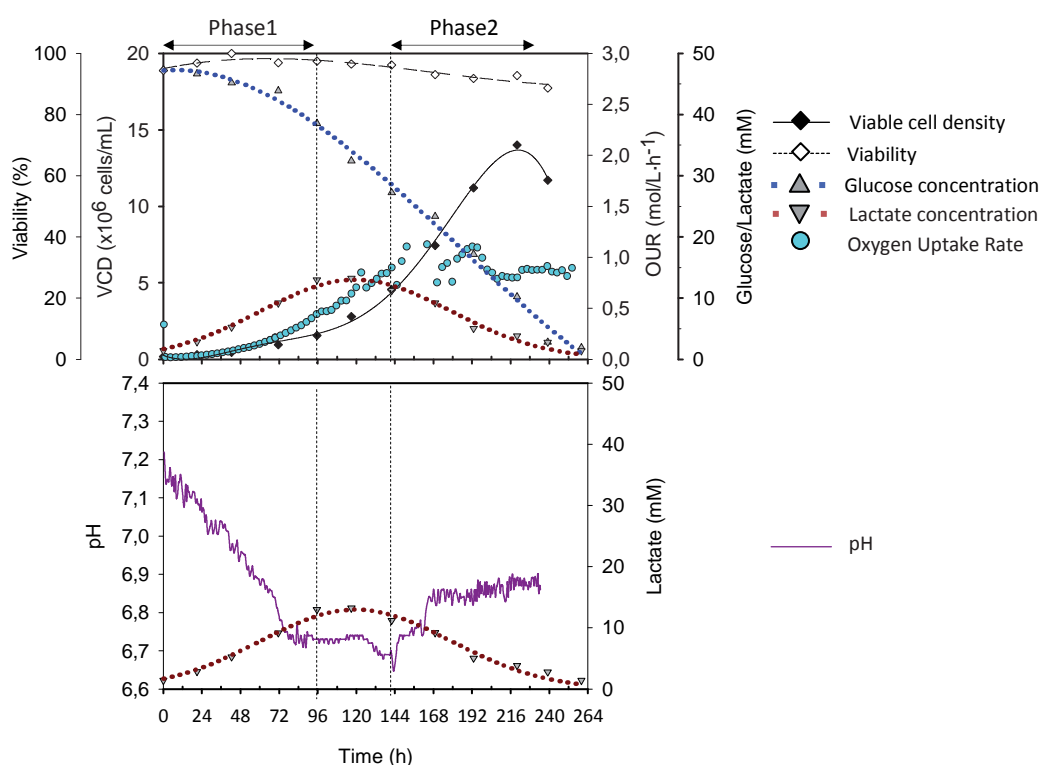 Phase1 Phase2
100 20 3,0 50
80 15 2,5 40
60 10 2,0 30
40 5 1,5 20
20 0 1,0 10
0 0,5 0
0,0
Viability (%)
VCD (x10⁶ cells/mL)
OUR (mol/L·h⁻¹)
Glucose/Lactate (mM)
Viable cell density
Viability
Glucose concentration
Lactate concentration
Oxygen Uptake Rate
7,4 50
7,3 40
7,2 30
7,1 20
7,0 10
6,9 0
6,8
6,7
6,6
pH
Lactate (mM)
0 24 48 72 96 120 144 168 192 216 240 264
Time (h)
pH